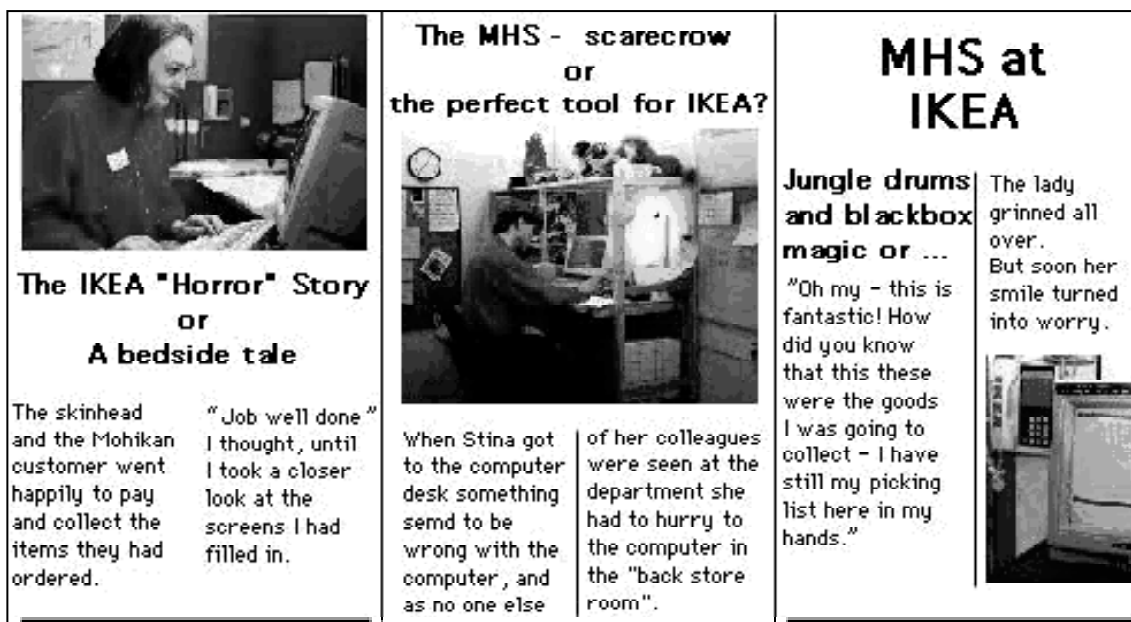 The IKEA "Horror" Story
or
A bedside tale
The skinhead
and the Mohikan
customer went
happily to pay
and collect the
items they had
ordered.
"Job well done"
I thought, until
I took a closer
look at the
screens I had
filled in.
The MHS - scarecrow
or
the perfect tool for IKEA?
When Stina got
to the computer
desk something
semd to be
wrong with the
computer, and
as no one else
of her colleagues
were seen at the
department she
had to hurry to
the computer in
the "back store
room".
MHS at
IKEA
Jungle drums
and blackbox
magic or ...
"Oh my - this is
fantastic! How
did you know
that this these
were the goods
I was going to
collect - I have
still my picking
list here in my
hands."
The lady
grinned all
over.
But soon her
smile turned
into worry.